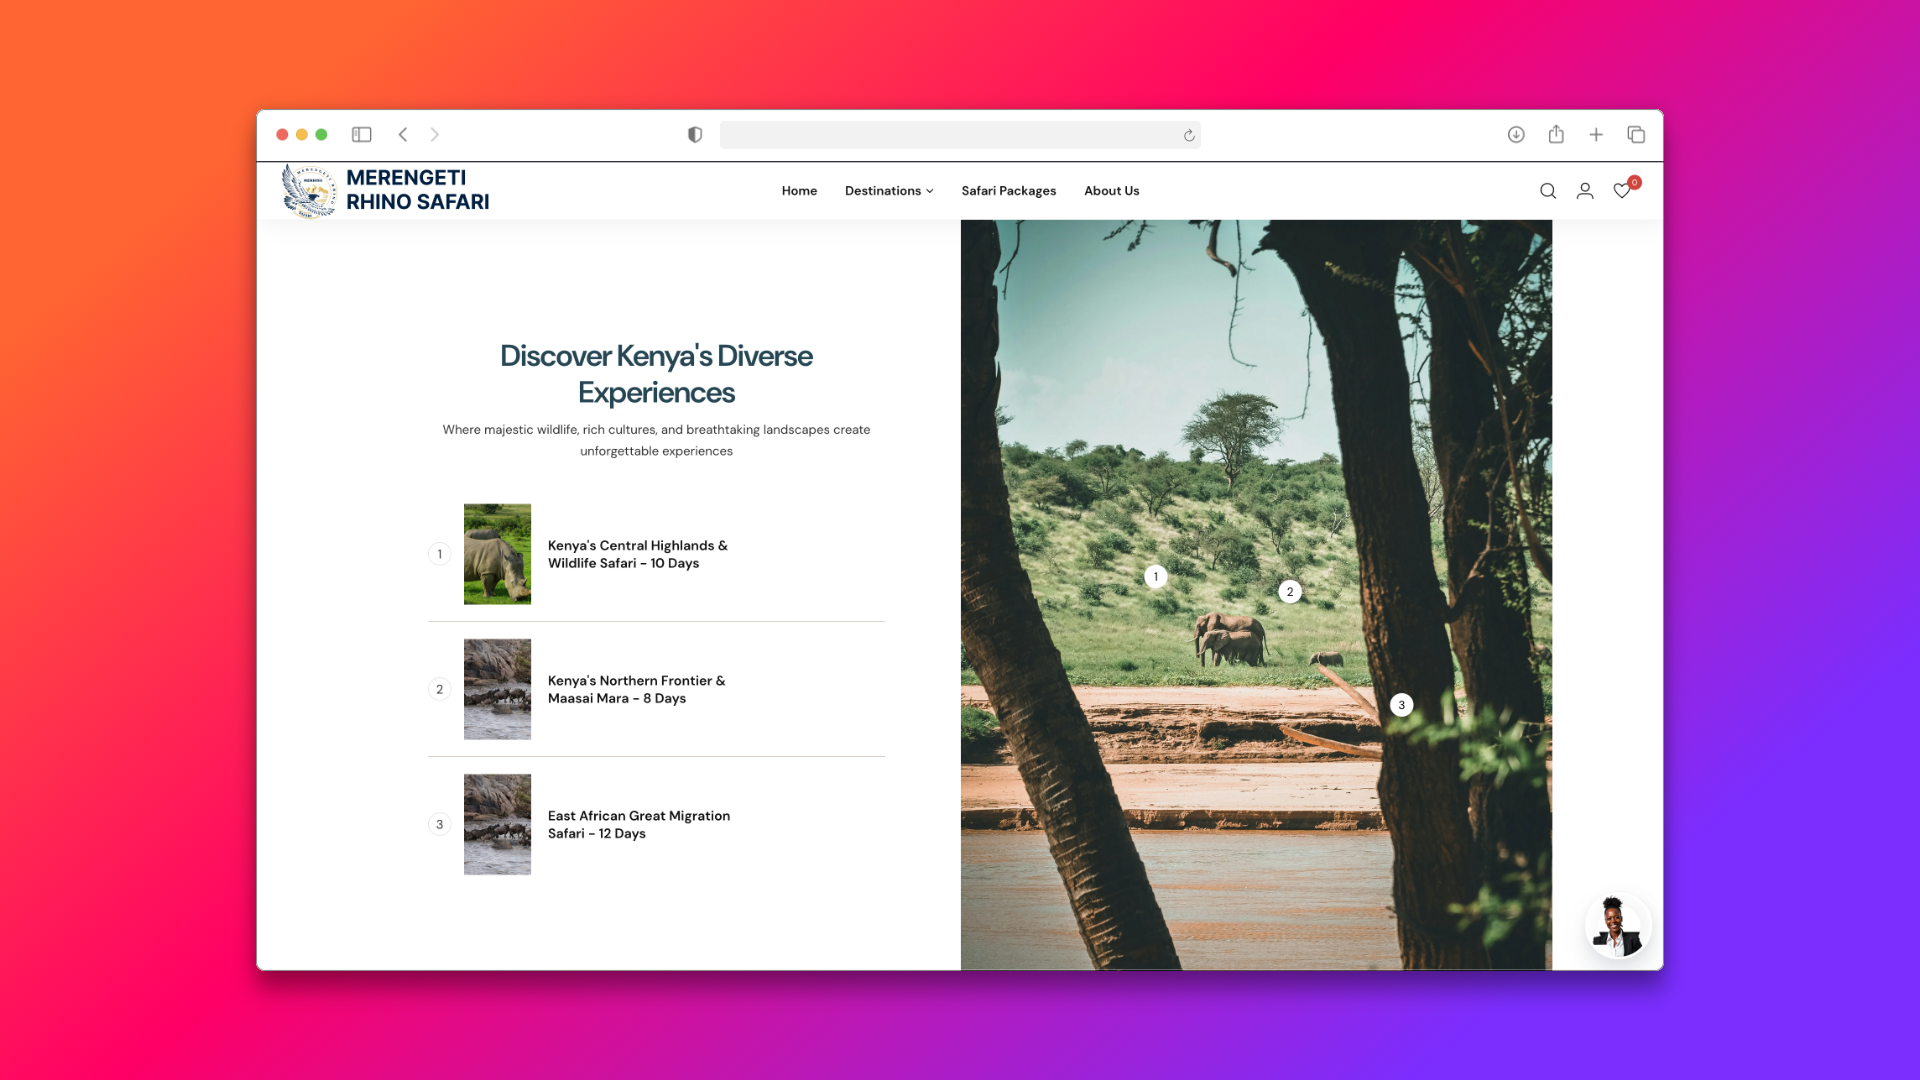 MERENGETI
RHINO SAFARI
Home
Destinations
Safari Packages
About Us
0
Discover Kenya's Diverse
Experiences
Where majestic wildlife, rich cultures, and breathtaking landscapes create
unforgettable experiences
1
Kenya's Central Highlands &
Wildlife Safari - 10 Days
2
Kenya's Northern Frontier &
Maasai Mara - 8 Days
3
East African Great Migration
Safari - 12 Days
1
2
3